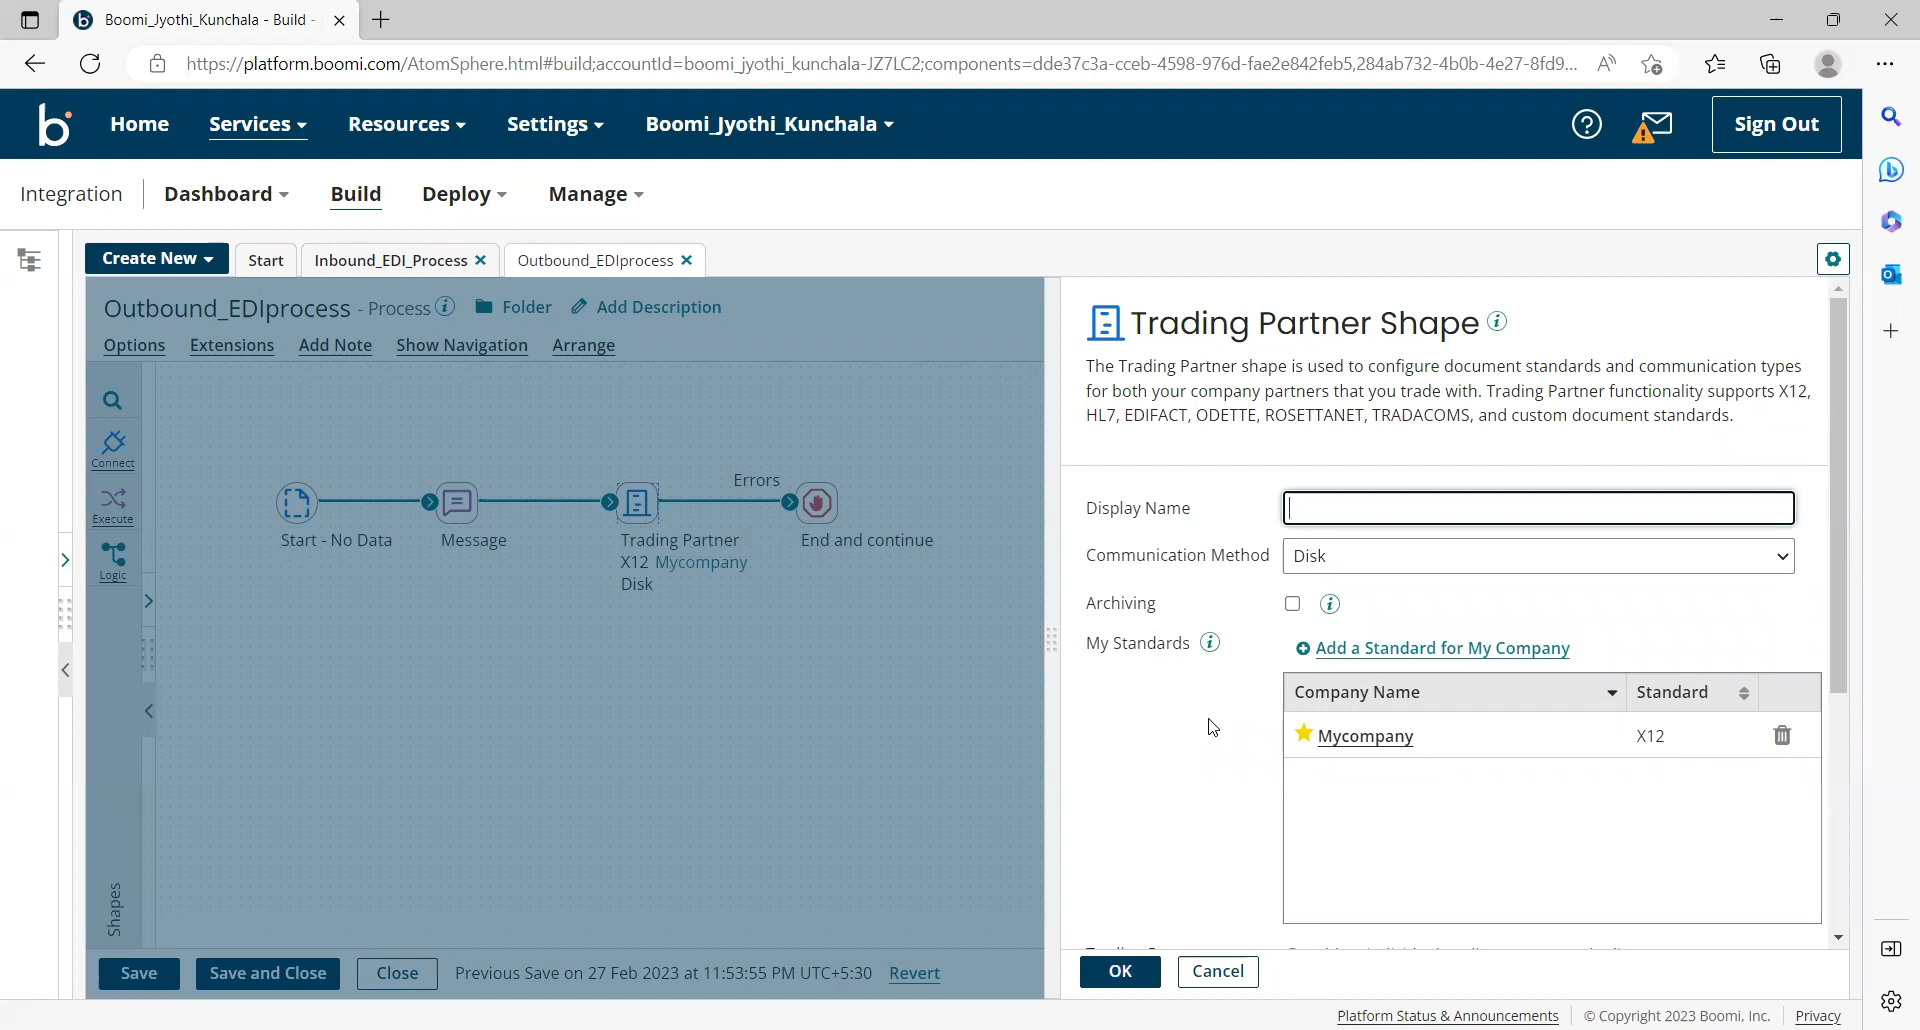 Boomi_Jyothi_Kunchala - Build -
https://platform.boomi.com/AtomSphere.html#build;accountId=boomi_jyothi_kunchala-JZ7LC2;components=dde37c3a-cceb-4598-976d-fae2e842feb5,284ab732-4b0b-4e27-8fd9...
Home Services Resources Settings Boomi_Jyothi_Kunchala Sign Out
Integration Dashboard Build Deploy Manage
Create New Start Inbound_EDI_Process Outbound_EDIprocess
Outbound_EDIprocess - Process Folder Add Description
Options Extensions Add Note Show Navigation Arrange
Connect
Execute
Logic
Shapes
Errors
Start - No Data
Message
Trading Partner
X12 Mycompany
Disk
End and continue
Save Save and Close Close Previous Save on 27 Feb 2023 at 11:53:55 PM UTC+5:30 Revert
Trading Partner Shape
The Trading Partner shape is used to configure document standards and communication types
for both your company partners that you trade with. Trading Partner functionality supports X12,
HL7, EDIFACT, ODETTE, ROSETTANET, TRADACOMS, and custom document standards.
Display Name
Communication Method Disk
Archiving
My Standards Add a Standard for My Company
Company Name Standard
Mycompany X12
OK Cancel
Platform Status & Announcements © Copyright 2023 Boomi, Inc. Privacy